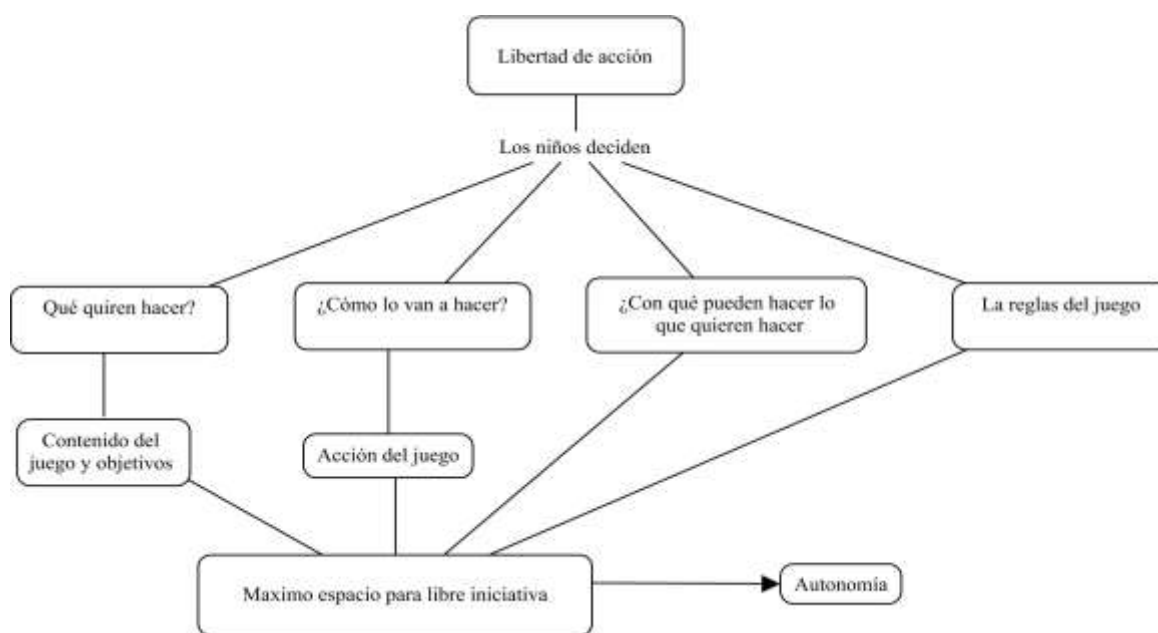 Libertad de acción
Los niños deciden
Qué quiren hacer?
¿Cómo lo van a hacer?
¿Con què pueden hacer lo
que quieren hacer
La reglas del juego
Contenido del
juego y objetivos
Acción del juego
Maximo espacio para libre iniciativa
Autonomía